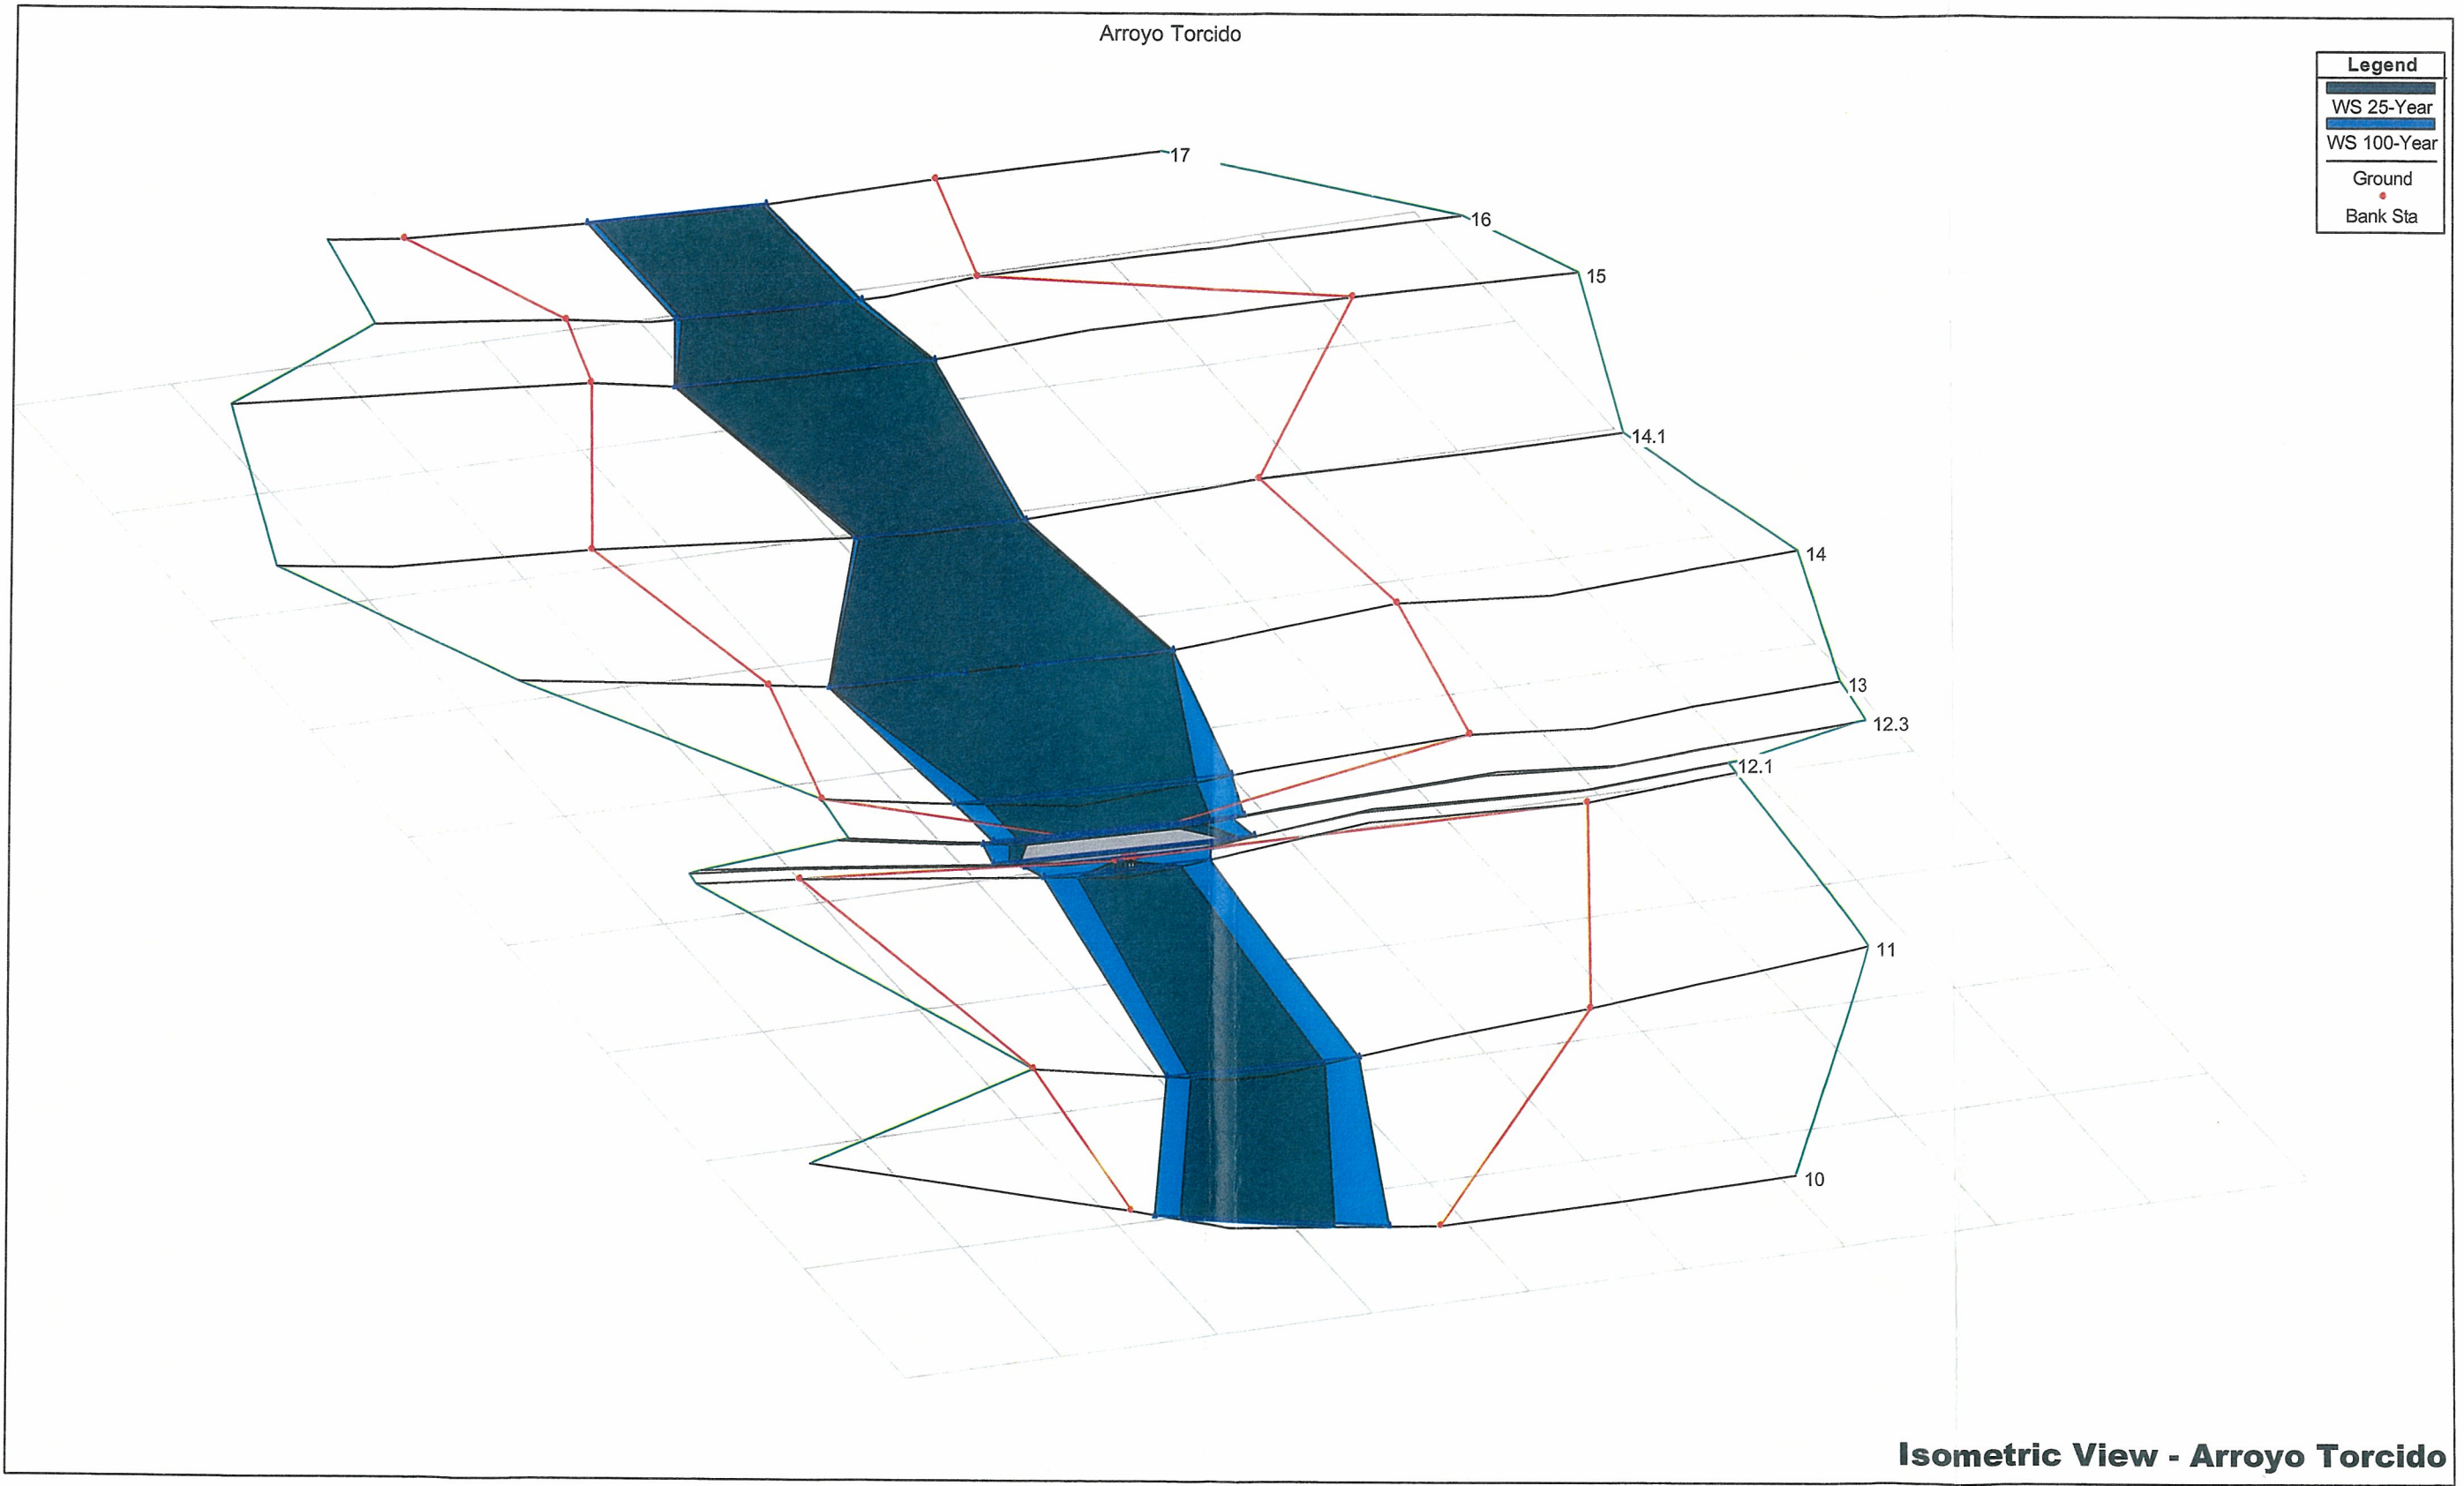 Arroyo Torcido
Legend
WS 25-Year
WS 100-Year
Ground
Bank Sta
17
16
15
14.1
14
13
12.3
12.1
11
10
Isometric View - Arroyo Torcido